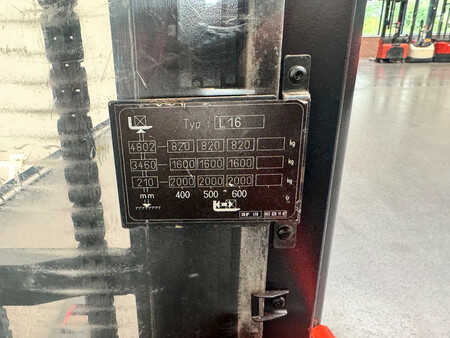 Typ : L16
4802 820 820 820 kg
3460 1600 1600 1600 kg
210 2000 2000 2000 kg
mm 400 500 600